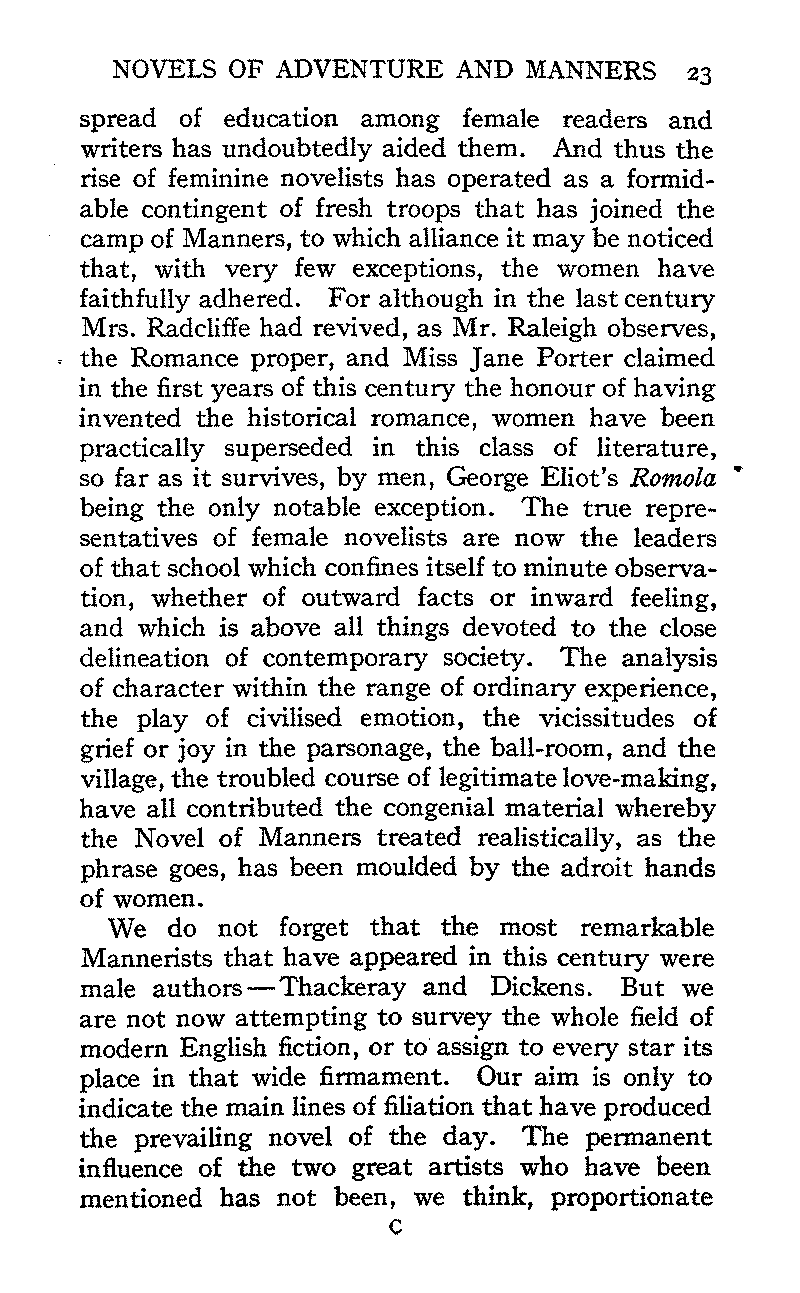 NOVELS OF ADVENTURE AND MANNERS 23
spread of education among female readers and
writers has undoubtedly aided them. And thus the
rise of feminine novelists has operated as a formid-
able contingent of fresh troops that has joined the
camp of Manners, to which alliance it may be noticed
that, with very few exceptions, the women have
faithfully adhered. For although in the last century
Mrs. Radcliffe had revived, as Mr. Raleigh observes,
the Romance proper, and Miss Jane Porter claimed
in the first years of this century the honour of having
invented the historical romance, women have been
practically superseded in this class of literature,
so far as it survives, by men, George Eliot's Romola
being the only notable exception. The true repre-
sentatives of female novelists are now the leaders
of that school which confines itself to minute observa-
tion, whether of outward facts or inward feeling,
and which is above all things devoted to the close
delineation of contemporary society. The analysis
of character within the range of ordinary experience,
the play of civilised emotion, the vicissitudes of
grief or joy in the parsonage, the ball-room, and the
village, the troubled course of legitimate love-making,
have all contributed the congenial material whereby
the Novel of Manners treated realistically, as the
phrase goes, has been moulded by the adroit hands
of women.
We do not forget that the most remarkable
Mannerists that have appeared in this century were
male authors—Thackeray and Dickens. But we
are not now attempting to survey the whole field of
modern English fiction, or to assign to every star its
place in that wide firmament. Our aim is only to
indicate the main lines of filiation that have produced
the prevailing novel of the day. The permanent
influence of the two great artists who have been
mentioned has not been, we think, proportionate
C